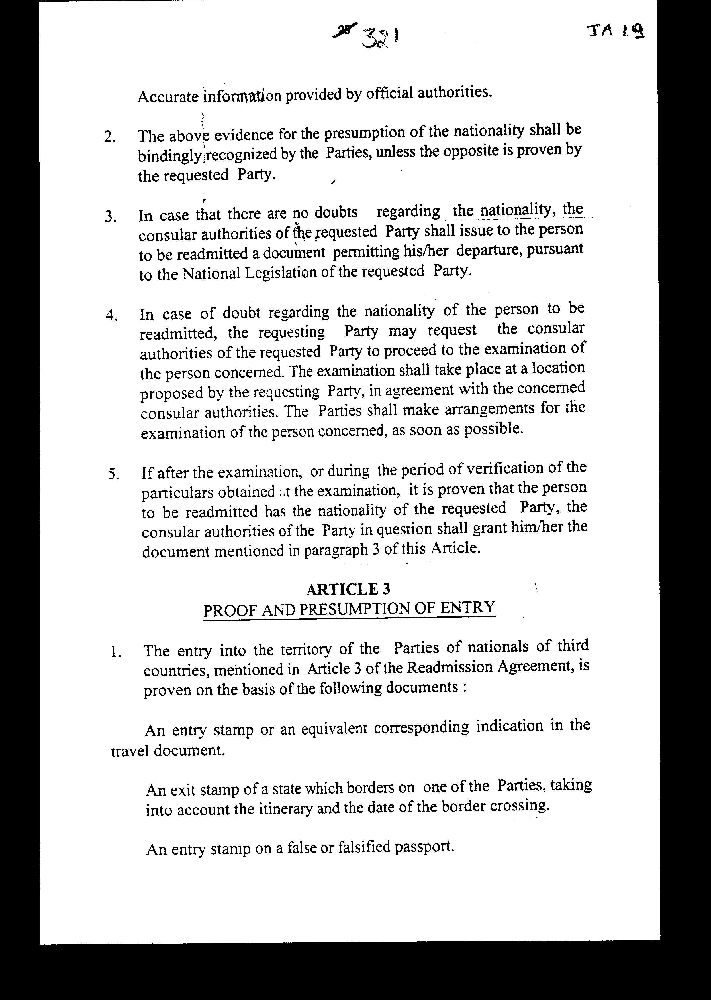 321
IA 19
Accurate information provided by official authorities.
2. The above evidence for the presumption of the nationality shall be
bindingly recognized by the Parties, unless the opposite is proven by
the requested Party.
3. In case that there are no doubts regarding the nationality, the
consular authorities of the requested Party shall issue to the person
to be readmitted a document permitting his/her departure, pursuant
to the National Legislation of the requested Party.
4. In case of doubt regarding the nationality of the person to be
readmitted, the requesting Party may request the consular
authorities of the requested Party to proceed to the examination of
the person concerned. The examination shall take place at a location
proposed by the requesting Party, in agreement with the concerned
consular authorities. The Parties shall make arrangements for the
examination of the person concerned, as soon as possible.
5. If after the examination, or during the period of verification of the
particulars obtained at the examination, it is proven that the person
to be readmitted has the nationality of the requested Party, the
consular authorities of the Party in question shall grant him/her the
document mentioned in paragraph 3 of this Article.
ARTICLE 3
PROOF AND PRESUMPTION OF ENTRY
1. The entry into the territory of the Parties of nationals of third
countries, mentioned in Article 3 of the Readmission Agreement, is
proven on the basis of the following documents :
An entry stamp or an equivalent corresponding indication in the
travel document.
An exit stamp of a state which borders on one of the Parties, taking
into account the itinerary and the date of the border crossing.
An entry stamp on a false or falsified passport.